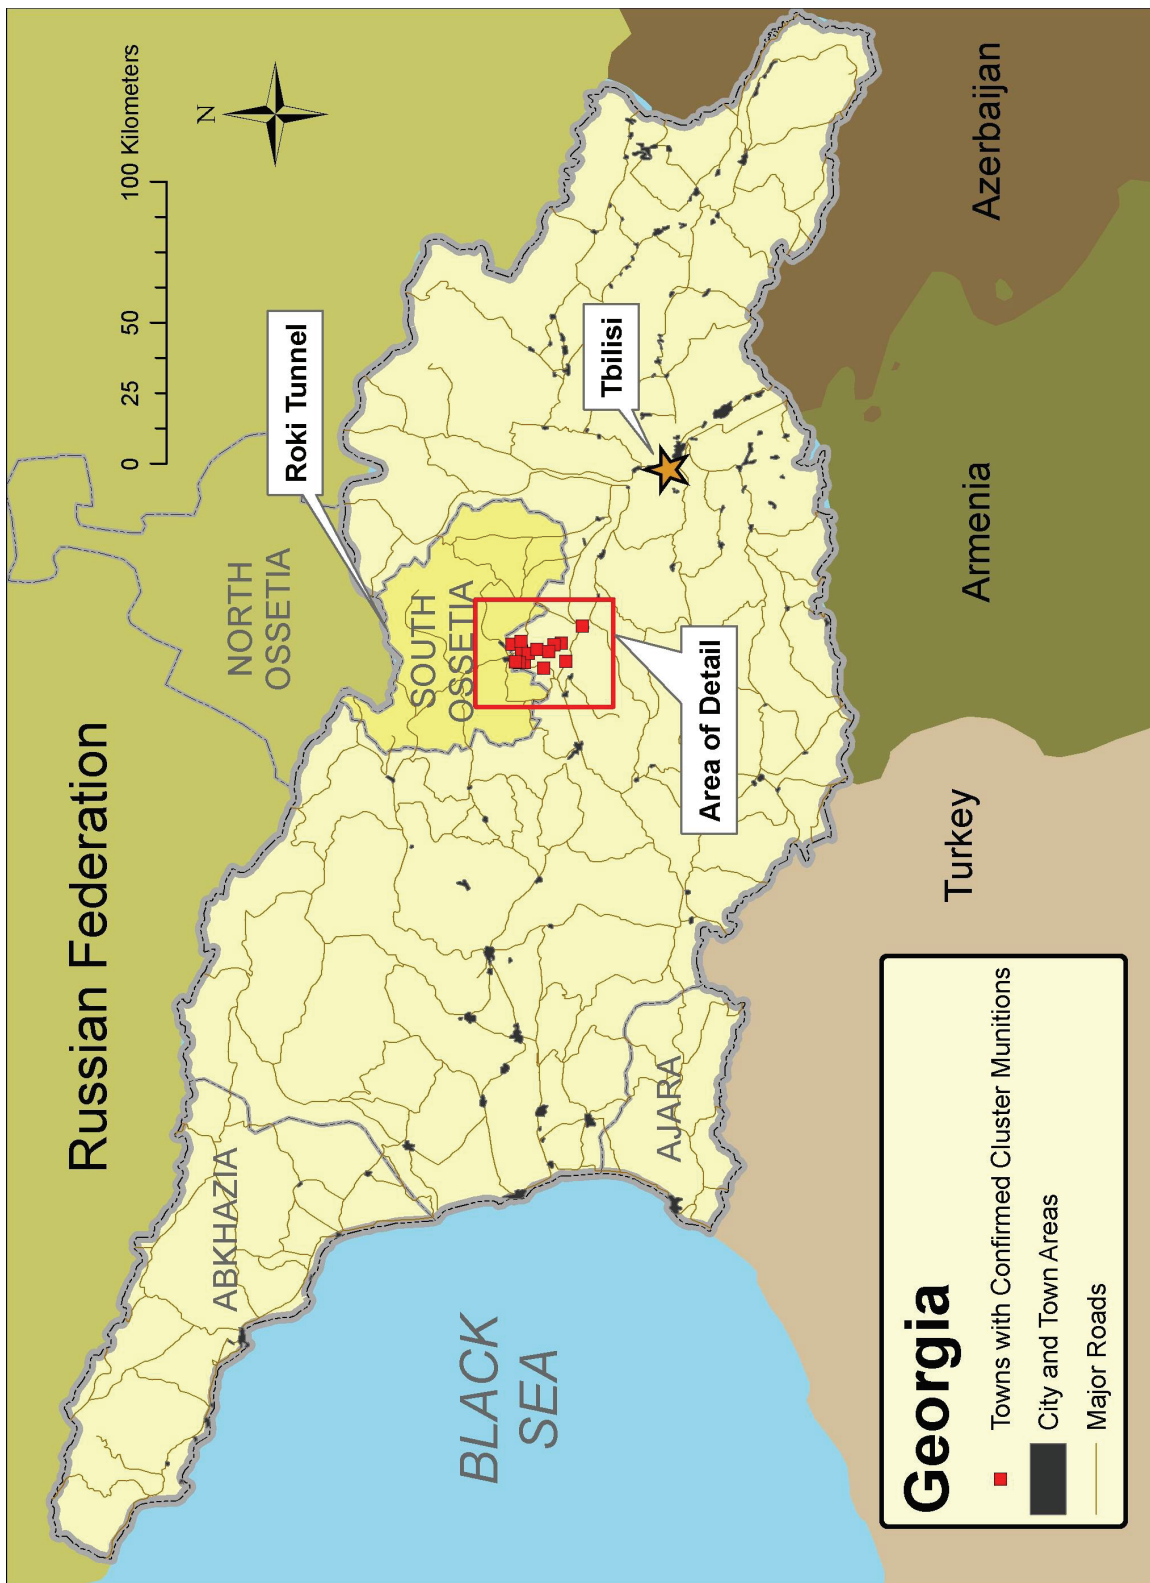 Russian Federation
NORTH
OSSETIA
Roki Tunnel
0 25 50 100 Kilometers
N
ABKHAZIA
SOUTH
OSSETIA
Tbilisi
BLACK
SEA
AJARA
Area of Detail
Turkey
Armenia
Azerbaijan
Georgia
Towns with Confirmed Cluster Munitions
City and Town Areas
Major Roads